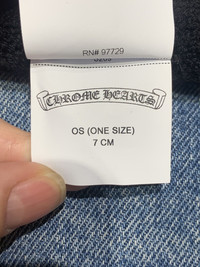 RN# 97729
CHROME HEARTS
OS (ONE SIZE)
7 CM